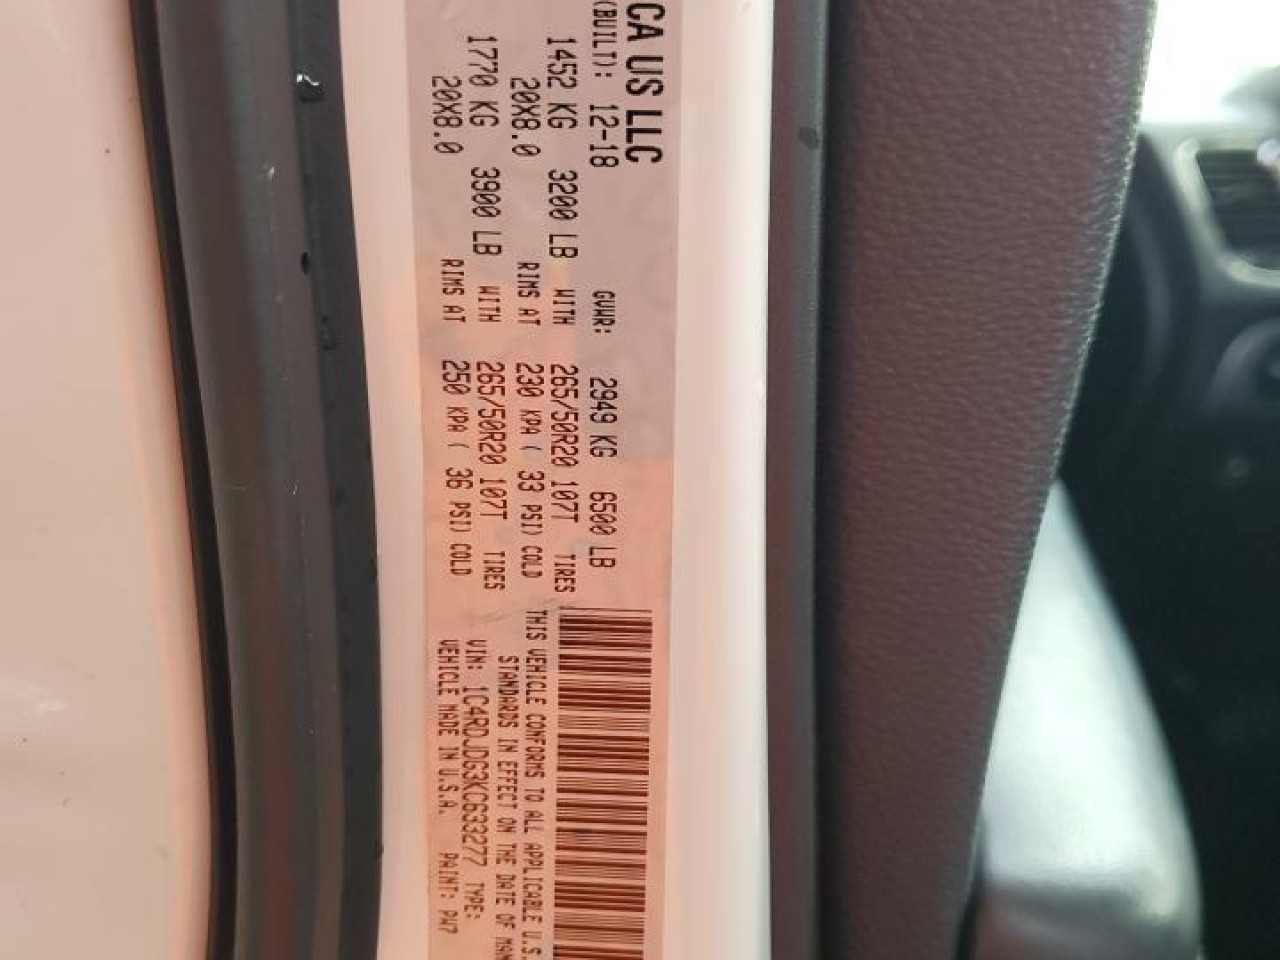 CA US LLC
(BUILT): 12-18 GVWR: 2949 KG 6500 LB
1452 KG 3200 LB WITH 265/50R20 107T TIRES
20X8.0 RIMS AT 230 KPA ( 33 PSI) COLD
1770 KG 3900 LB WITH 265/50R20 107T TIRES
20X8.0 RIMS AT 250 KPA ( 36 PSI) COLD
THIS VEHICLE CONFORMS TO ALL APPLICABLE U.S.
STANDARDS IN EFFECT ON THE DATE OF MAN
VIN: 1C4RDJDG3KC633277 TYPE:
VEHICLE MADE IN U.S.A. PAINT: PW7